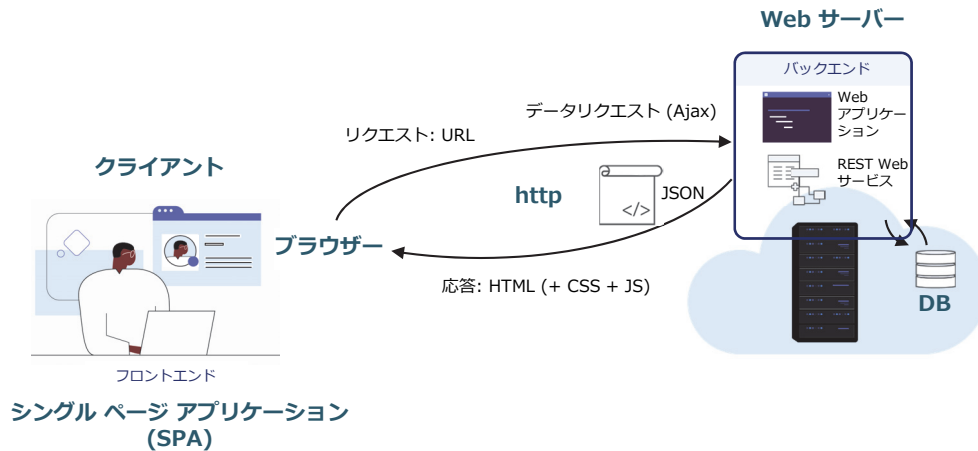 Web サーバー
バックエンド
Web
アプリケー
ション
データリクエスト (Ajax)
リクエスト: URL
クライアント
REST Web
サービス
http
</>
JSON
ブラウザー
応答: HTML (+ CSS + JS)
DB
フロントエンド
シングル ページ アプリケーション
(SPA)